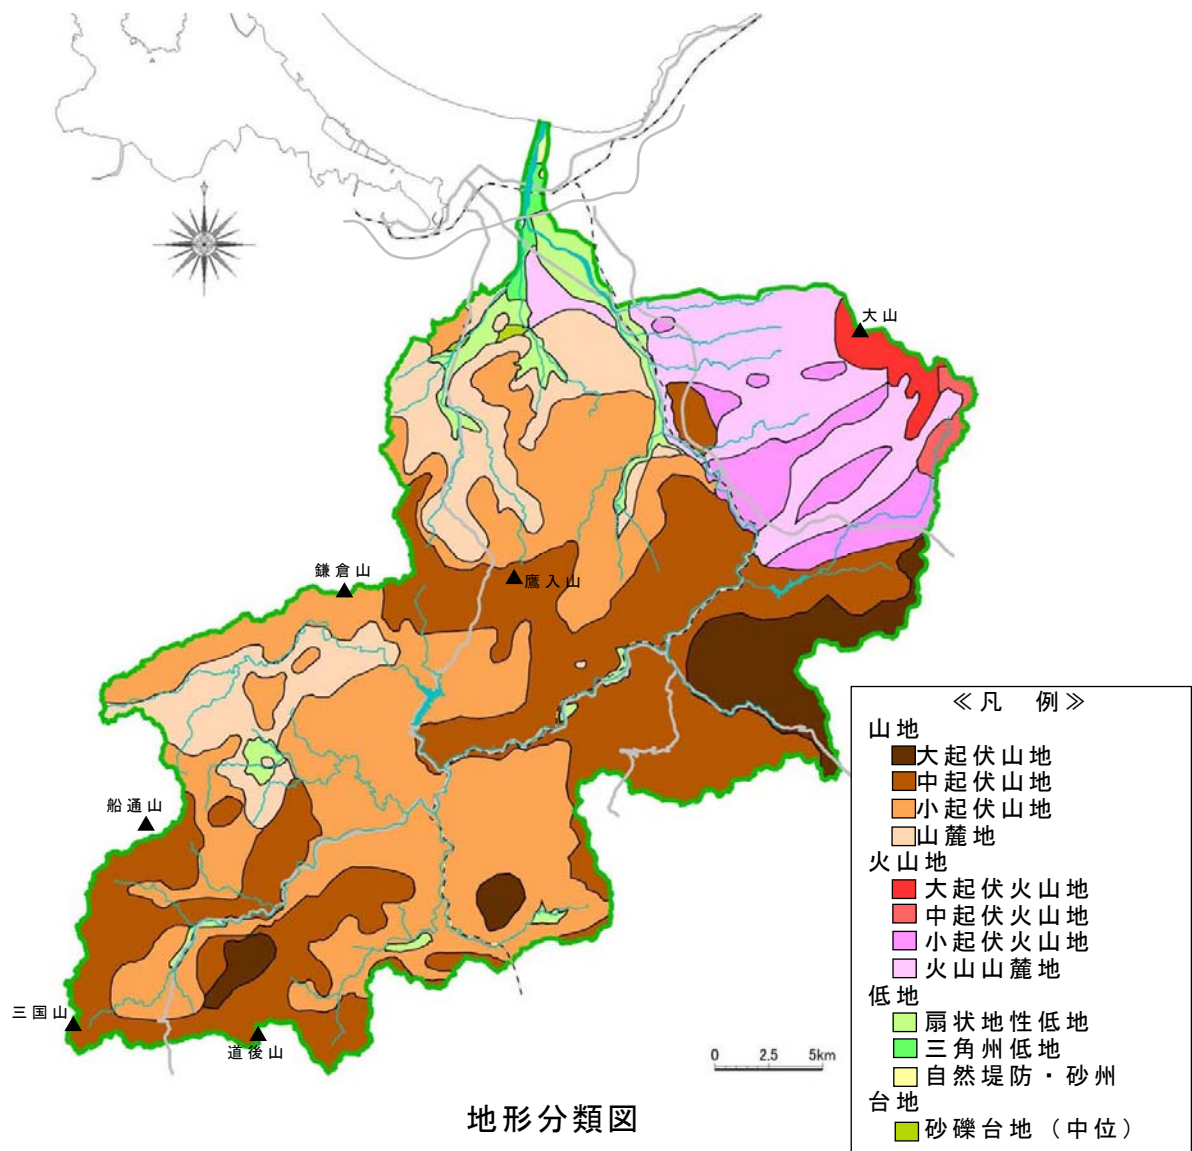 大山
鎌倉山
鷹入山
船通山
三国山
道後山
≪凡 例≫
山地
大起伏山地
中起伏山地
小起伏山地
山麓地
火山地
大起伏火山地
中起伏火山地
小起伏火山地
火山山麓地
低地
扇状地性低地
三角州低地
自然堤防・砂州
台地
砂礫台地（中位）
0 2.5 5km
地形分類図